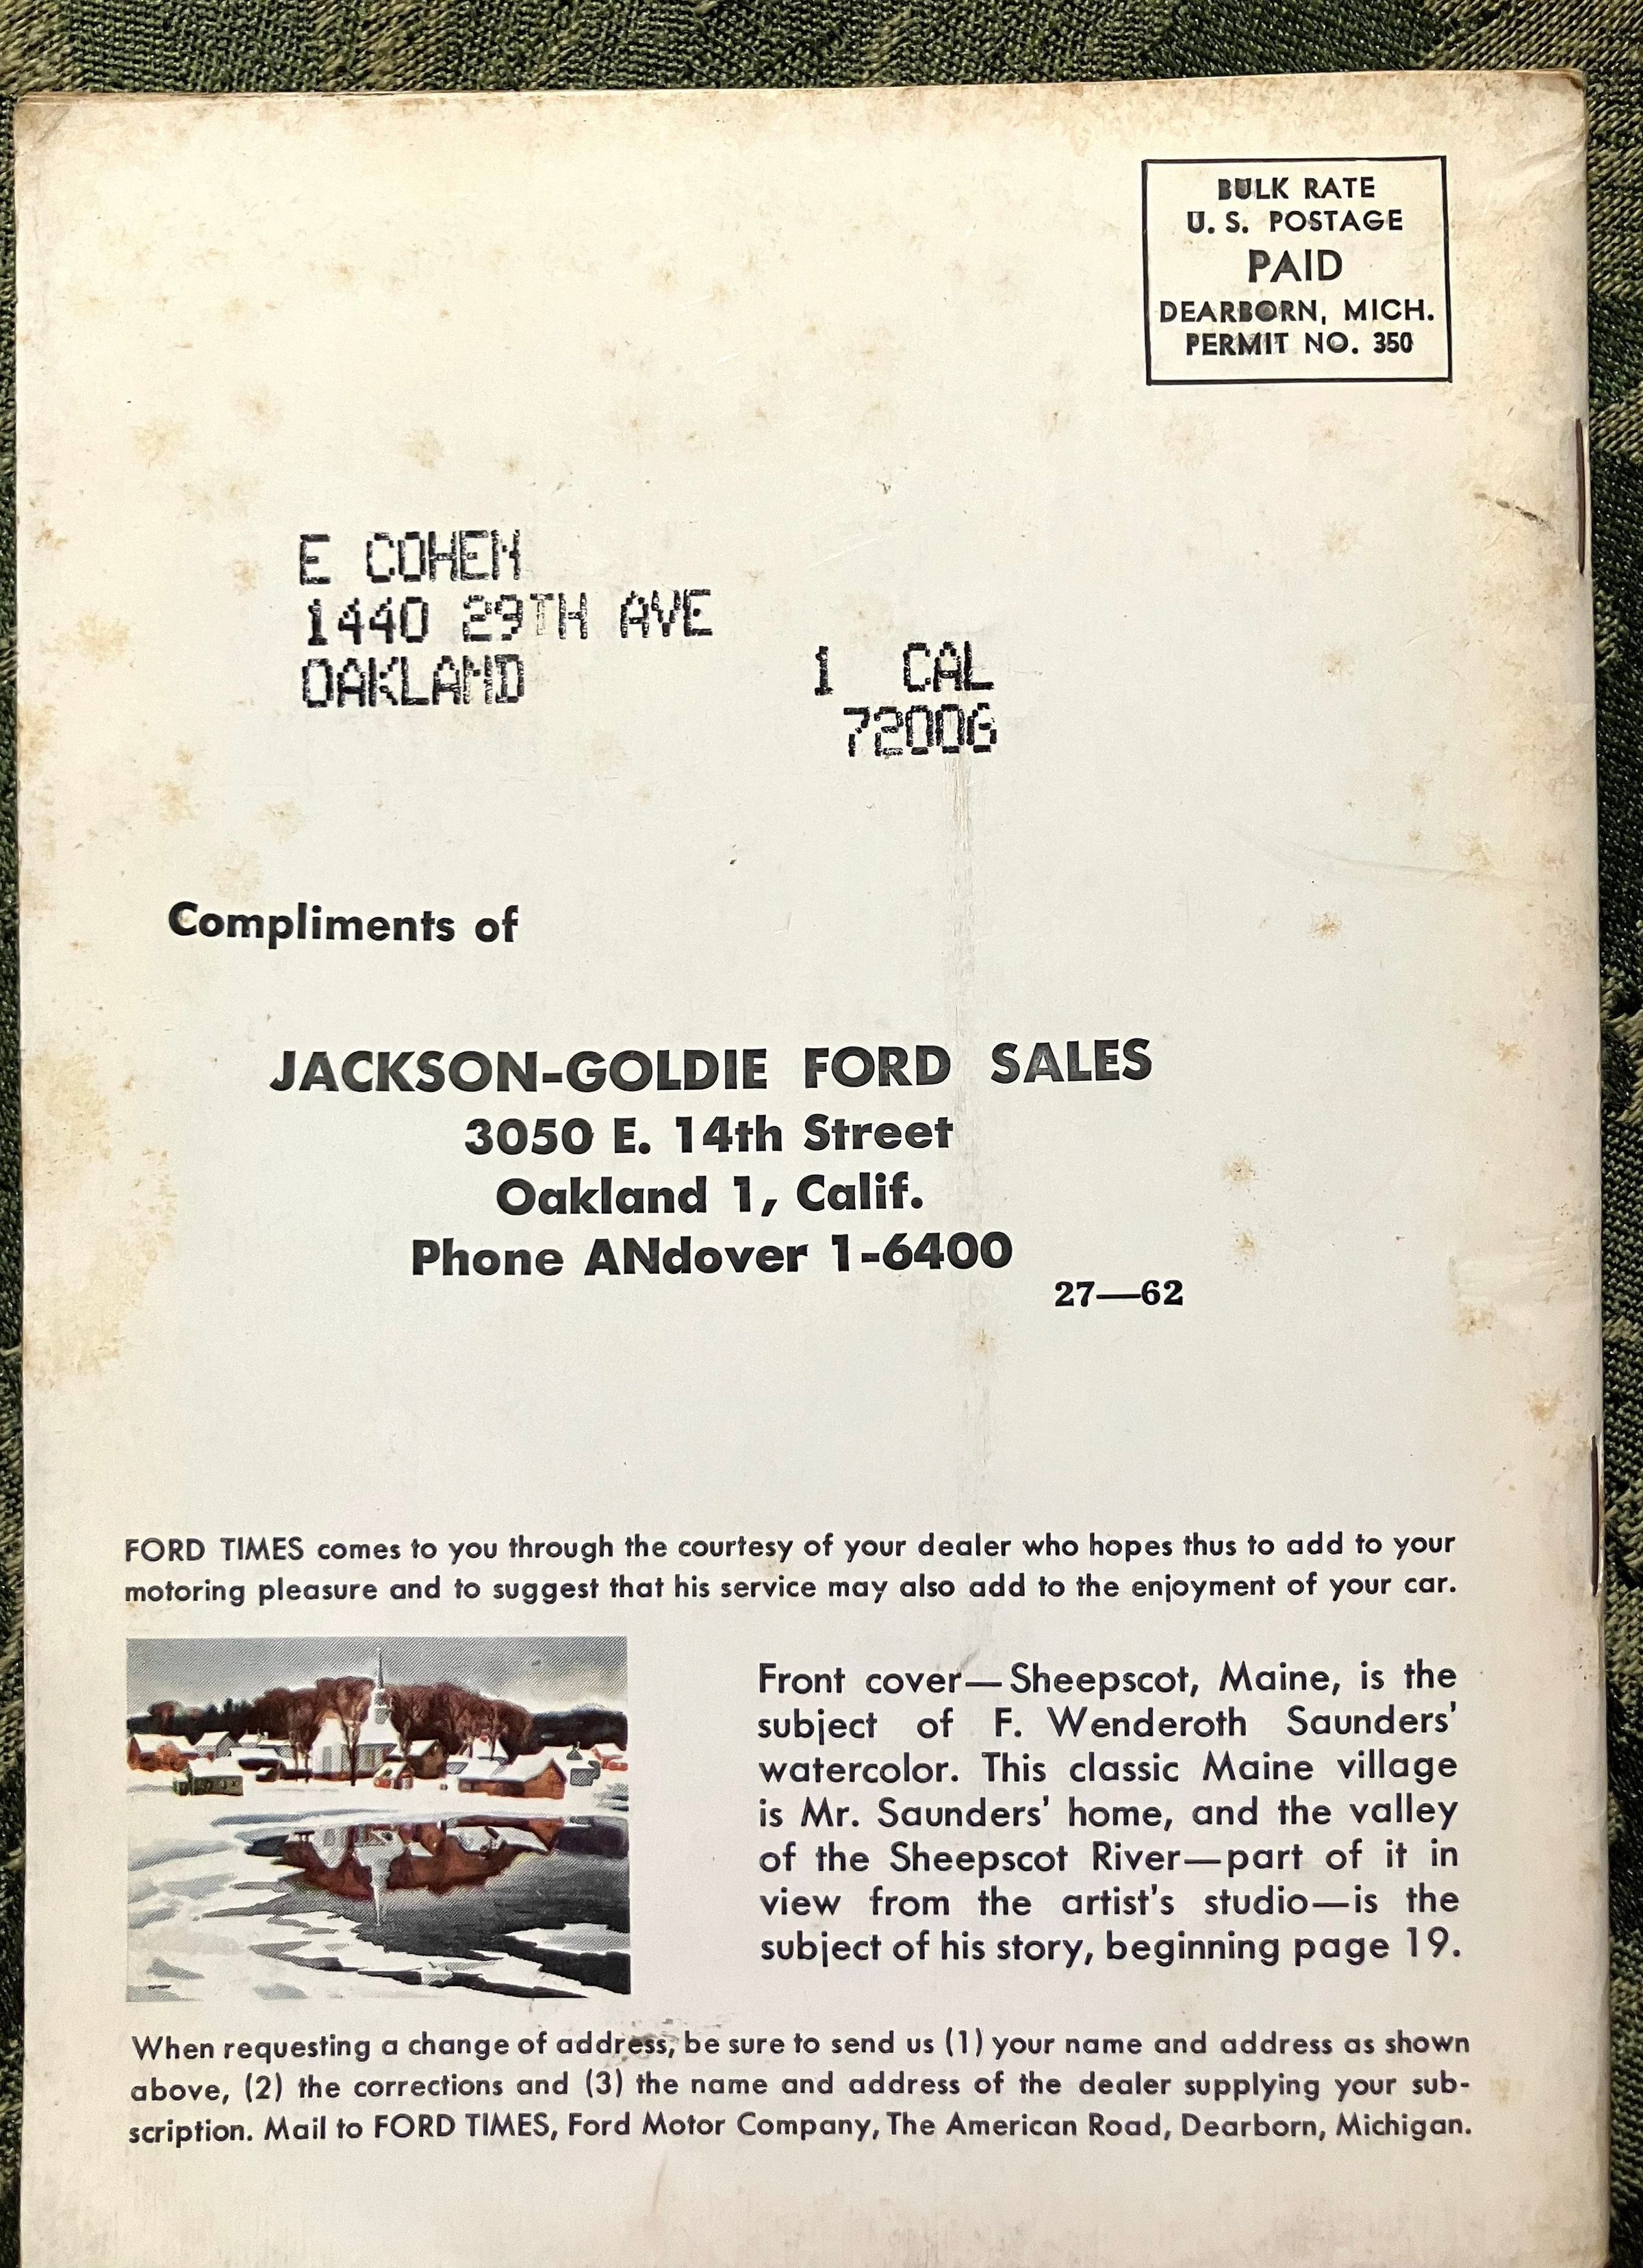 BULK RATE
U. S. POSTAGE
PAID
DEARBORN, MICH.
PERMIT NO. 350
E COHEN
1440 29TH AVE
OAKLAND 1 CAL
72006
Compliments of
JACKSON-GOLDIE FORD SALES
3050 E. 14th Street
Oakland 1, Calif.
Phone ANdover 1-6400
27—62
FORD TIMES comes to you through the courtesy of your dealer who hopes thus to add to your
motoring pleasure and to suggest that his service may also add to the enjoyment of your car.
Front cover—Sheepscot, Maine, is the
subject of F. Wenderoth Saunders'
watercolor. This classic Maine village
is Mr. Saunders' home, and the valley
of the Sheepscot River—part of it in
view from the artist's studio—is the
subject of his story, beginning page 19.
When requesting a change of address, be sure to send us (1) your name and address as shown
above, (2) the corrections and (3) the name and address of the dealer supplying your sub-
scription. Mail to FORD TIMES, Ford Motor Company, The American Road, Dearborn, Michigan.